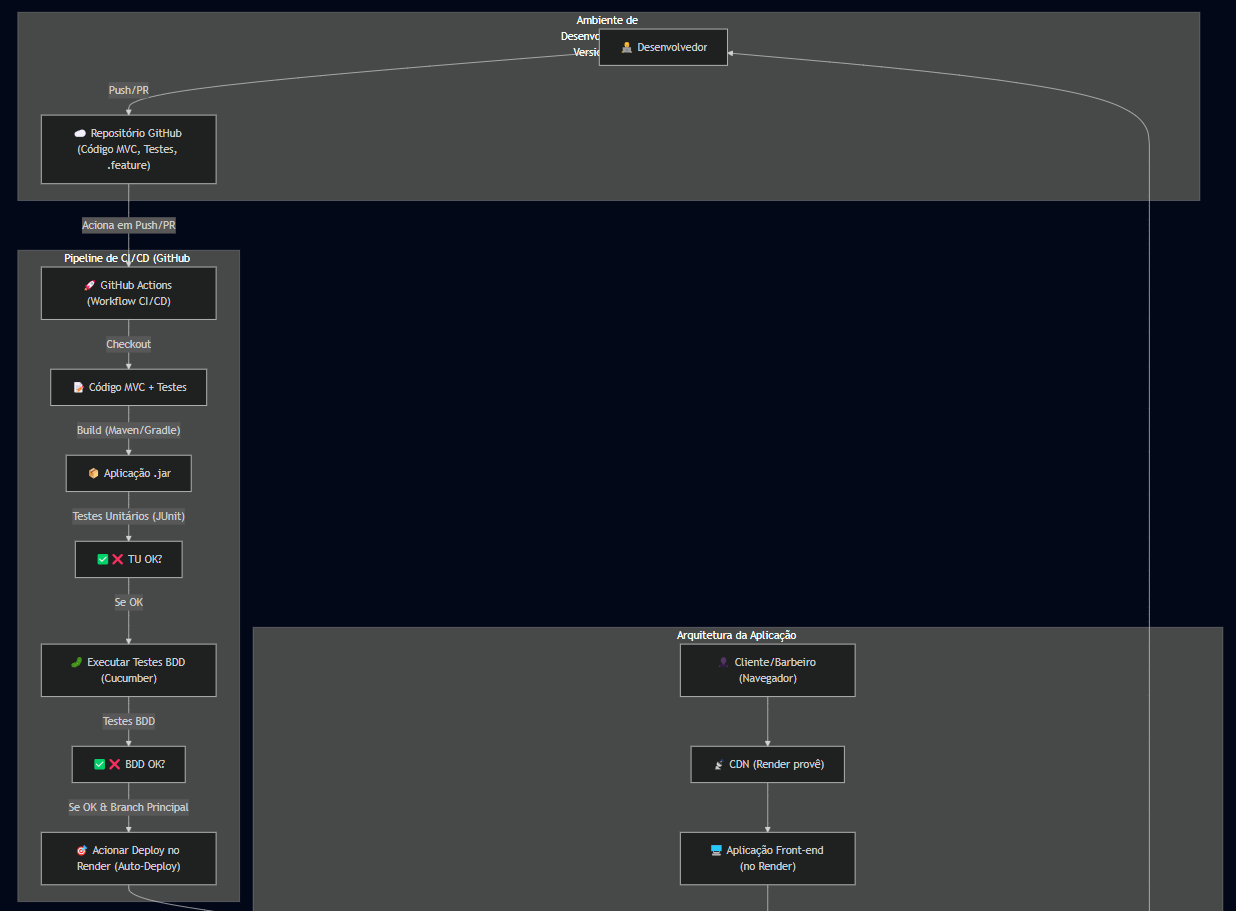 Ambiente de
Desenvo
Versio
👨‍💻 Desenvolvedor
Push/PR
☁️ Repositório GitHub
(Código MVC, Testes,
.feature)
Aciona em Push/PR
Pipeline de CI/CD (GitHub
🚀 GitHub Actions
(Workflow CI/CD)
Checkout
📝 Código MVC + Testes
Build (Maven/Gradle)
📦 Aplicação .jar
Testes Unitários (JUnit)
✅❌ TU OK?
Se OK
🥒 Executar Testes BDD
(Cucumber)
Testes BDD
✅❌ BDD OK?
Se OK & Branch Principal
🎯 Acionar Deploy no
Render (Auto-Deploy)
Arquitetura da Aplicação
👤 Cliente/Barbeiro
(Navegador)
📡 CDN (Render provê)
🖥️ Aplicação Front-end
(no Render)